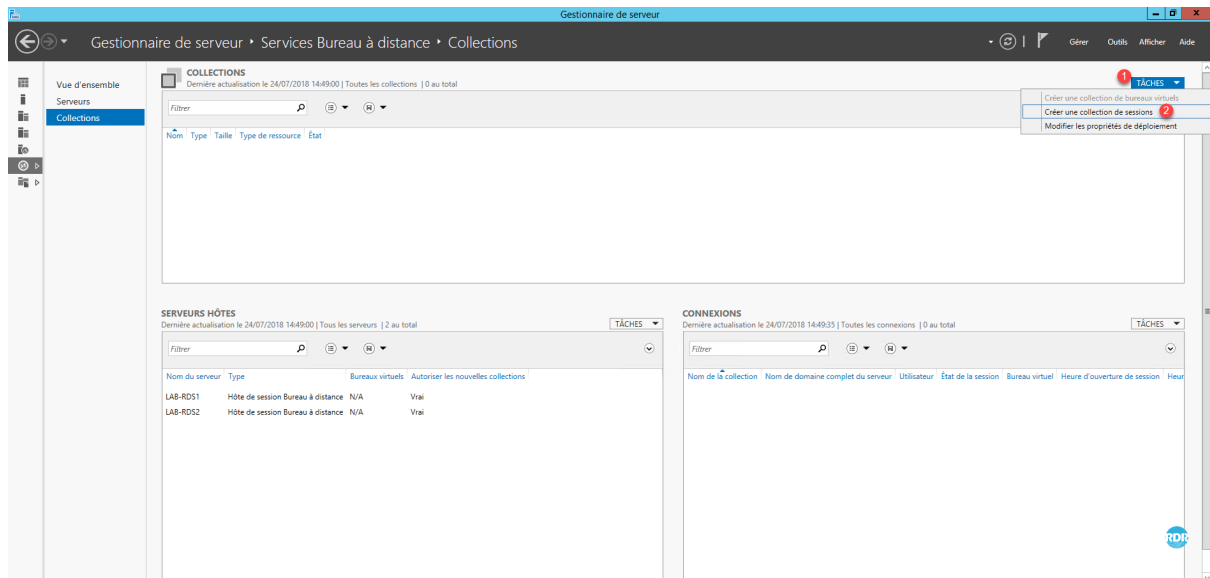 Gestionnaire de serveur
Gestionnaire de serveur • Services Bureau à distance • Collections
Gérer Outils Afficher Aide
Vue d'ensemble
Serveurs
Collections
COLLECTIONS
Dernière actualisation le 24/07/2018 14:49:00 | Toutes les collections | 0 au total
1
TÂCHES
Filtrer
Créer une collection de bureaux virtuels
Créer une collection de sessions 2
Modifier les propriétés de déploiement
Nom Type Taille Type de ressource État
SERVEURS HÔTES
Dernière actualisation le 24/07/2018 14:49:00 | Tous les serveurs | 2 au total
TÂCHES
Filtrer
Nom du serveur Type Bureaux virtuels Autoriser les nouvelles collections
LAB-RDS1 Hôte de session Bureau à distance N/A Vrai
LAB-RDS2 Hôte de session Bureau à distance N/A Vrai
CONNEXIONS
Dernière actualisation le 24/07/2018 14:49:35 | Toutes les connexions | 0 au total
TÂCHES
Filtrer
Nom de la collection Nom de domaine complet du serveur Utilisateur État de la session Bureau virtuel Heure d'ouverture de session Heur
RDR